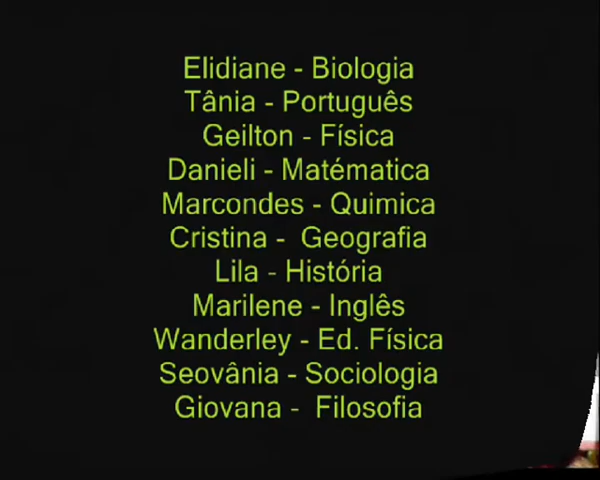 Elidiane - Biologia
Tânia - Português
Geilton - Física
Danieli - Matématica
Marcondes - Quimica
Cristina -  Geografia
Lila - História
Marilene - Inglês
Wanderley - Ed. Física
Seovânia - Sociologia
Giovana -  Filosofia